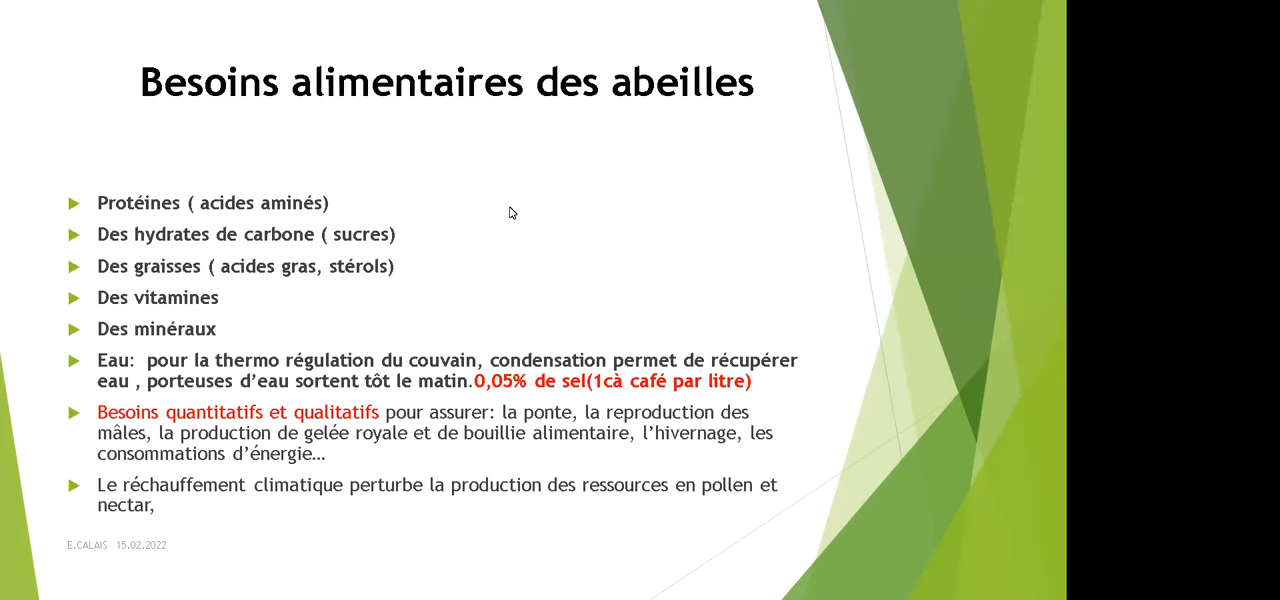 Besoins alimentaires des abeilles
Protéines ( acides aminés)
Des hydrates de carbone ( sucres)
Des graisses ( acides gras, stérols)
Des vitamines
Des minéraux
Eau: pour la thermo régulation du couvain, condensation permet de récupérer
eau , porteuses d’eau sortent tôt le matin.0,05% de sel(1cà café par litre)
Besoins quantitatifs et qualitatifs pour assurer: la ponte, la reproduction des
mâles, la production de gelée royale et de bouillie alimentaire, l’hivernage, les
consommations d’énergie…
Le réchauffement climatique perturbe la production des ressources en pollen et
nectar,
E.CALAIS 15.02.2022